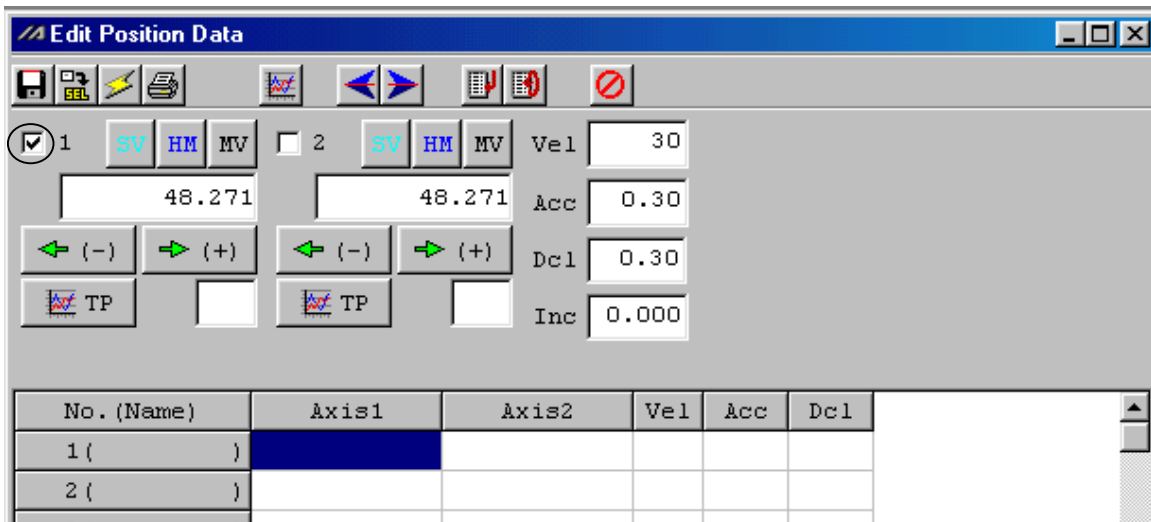 Edit Position Data
SEL
1 SV HM MV 2 SV HM MV Vel 30
48.271 48.271 Acc 0.30
(-) (+) (-) (+) Dcl 0.30
TP TP Inc 0.000
No.(Name) Axis1 Axis2 Vel Acc Dcl
1( )
2( )